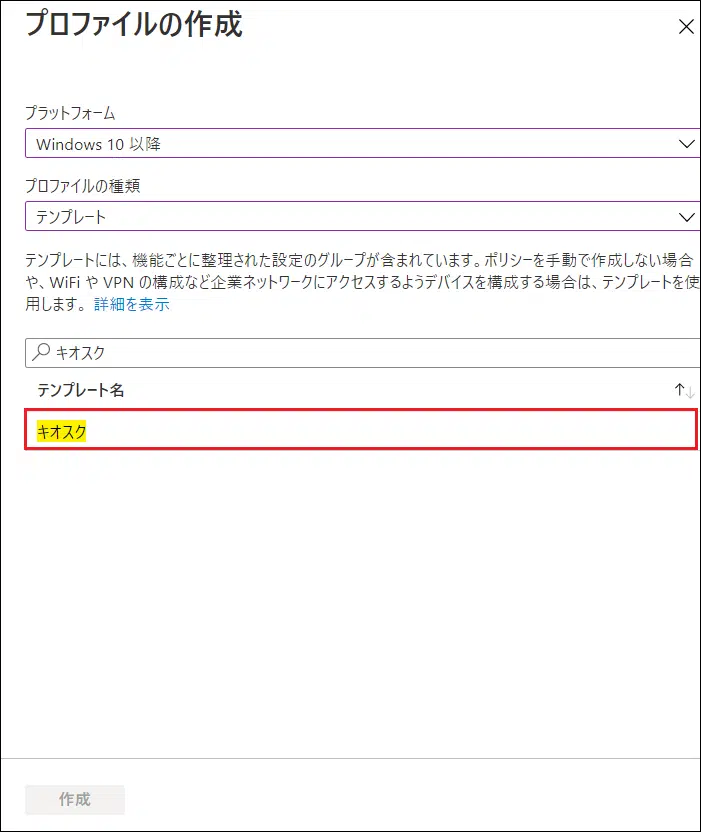 プロファイルの作成
プラットフォーム
Windows 10 以降
プロファイルの種類
テンプレート
テンプレートには、機能ごとに整理された設定のグループが含まれています。ポリシーを手動で作成しない場合
や、WiFi や VPN の構成など企業ネットワークにアクセスするようデバイスを構成する場合は、テンプレートを使
用します。 詳細を表示
キオスク
テンプレート名
キオスク
作成